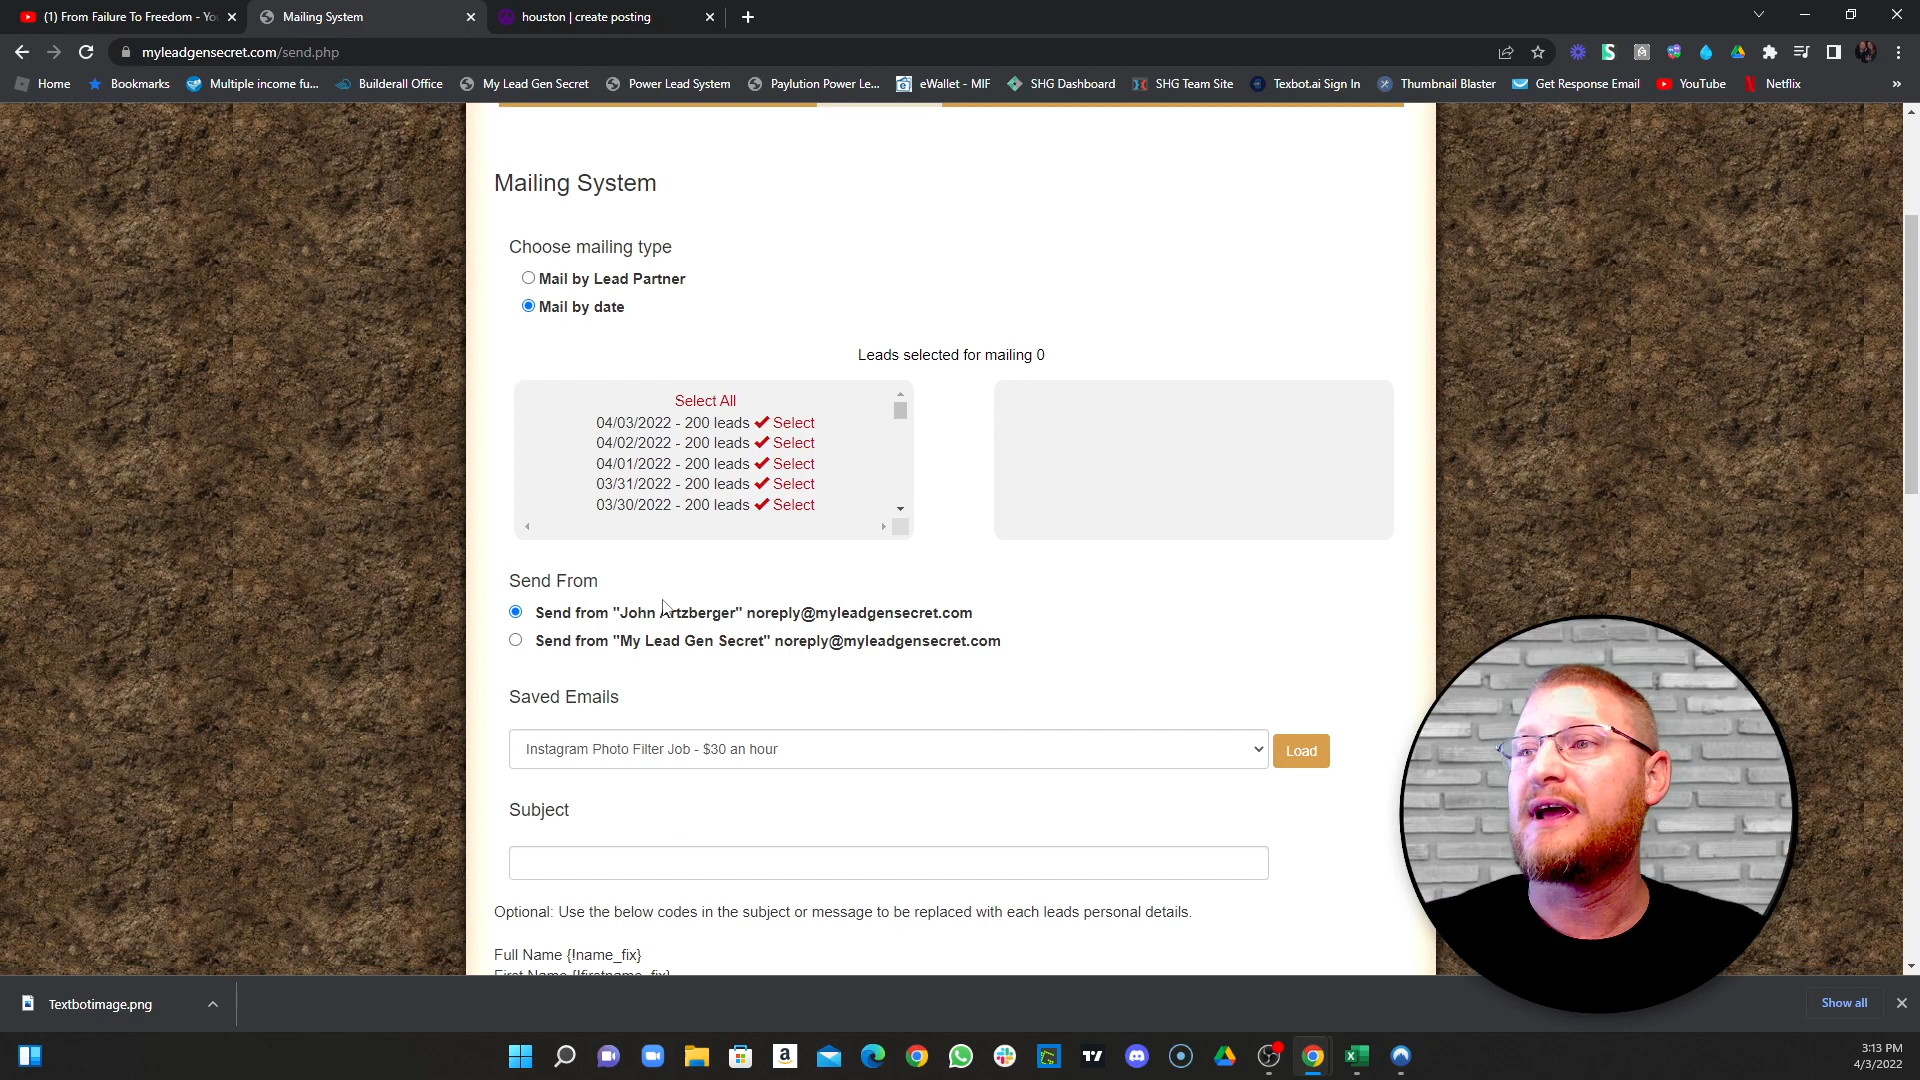 (1) From Failure To Freedom - Yo
Mailing System
houston | create posting
myleadgensecret.com/send.php
Home
Bookmarks
Multiple income fu...
Builderall Office
My Lead Gen Secret
Power Lead System
Paylution Power Le...
eWallet - MIF
SHG Dashboard
SHG Team Site
Texbot.ai Sign In
Thumbnail Blaster
Get Response Email
YouTube
Netflix
»
Mailing System
Choose mailing type
Mail by Lead Partner
Mail by date
Leads selected for mailing 0
Select All
04/03/2022 - 200 leads ✔ Select
04/02/2022 - 200 leads ✔ Select
04/01/2022 - 200 leads ✔ Select
03/31/2022 - 200 leads ✔ Select
03/30/2022 - 200 leads ✔ Select
Send From
Send from "John Artzberger" noreply@myleadgensecret.com
Send from "My Lead Gen Secret" noreply@myleadgensecret.com
Saved Emails
Instagram Photo Filter Job - $30 an hour
Load
Subject
Optional: Use the below codes in the subject or message to be replaced with each leads personal details.
Full Name {!name_fix}
First Name {!firstname_fix}
Textbotimage.png
Show all
3:13 PM
4/3/2022